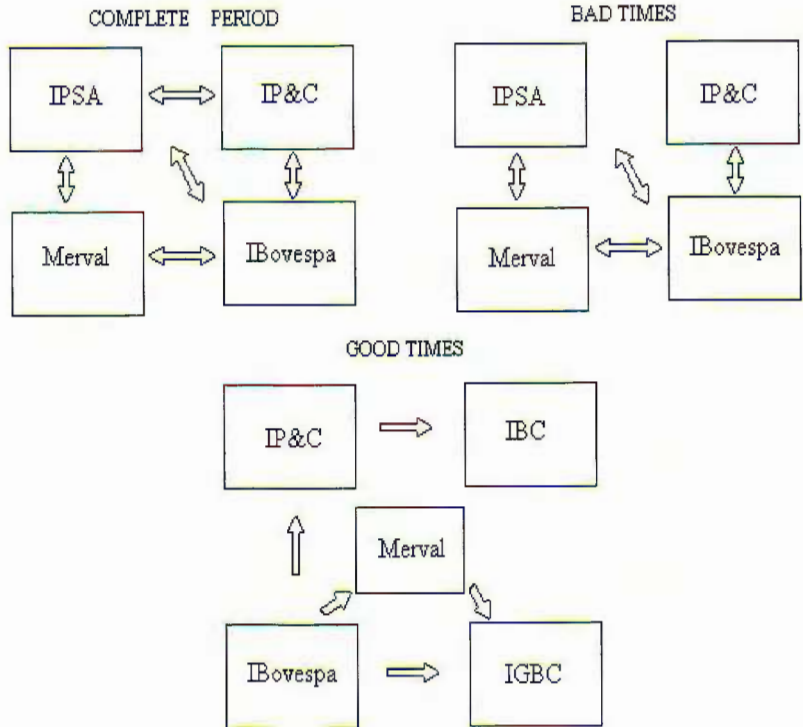 COMPLETE PERIOD
IPSA
IP&C
Merval
IBovespa
BAD TIMES
IPSA
IP&C
Merval
IBovespa
GOOD TIMES
IP&C
IBC
Merval
IBovespa
IGBC